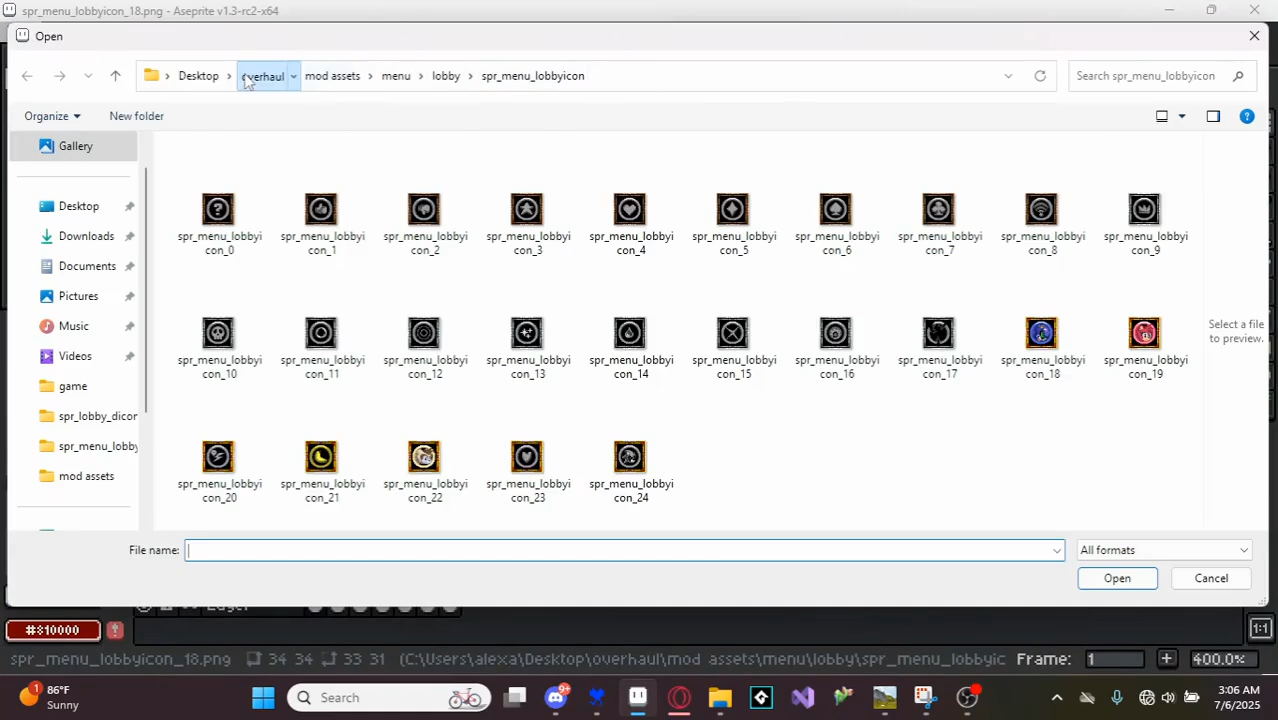 spr_menu_lobbyicon_18.png - Aseprite v1.3-rc2-x64
Open
Desktop > overhaul mod assets > menu > lobby > spr_menu_lobbyicon
Search spr_menu_lobbyicon
Organize New folder
Gallery
Desktop
Downloads
Documents
Pictures
Music
Videos
game
spr_lobby_dicor
spr_menu_lobby
mod assets
spr_menu_lobbyi spr_menu_lobbyi spr_menu_lobbyi spr_menu_lobbyi spr_menu_lobbyi spr_menu_lobbyi spr_menu_lobbyi spr_menu_lobbyi spr_menu_lobbyi spr_menu_lobbyi
con_0 con_1 con_2 con_3 con_4 con_5 con_6 con_7 con_8 con_9
spr_menu_lobbyi spr_menu_lobbyi spr_menu_lobbyi spr_menu_lobbyi spr_menu_lobbyi spr_menu_lobbyi spr_menu_lobbyi spr_menu_lobbyi spr_menu_lobbyi spr_menu_lobbyi
con_10 con_11 con_12 con_13 con_14 con_15 con_16 con_17 con_18 con_19
spr_menu_lobbyi spr_menu_lobbyi spr_menu_lobbyi spr_menu_lobbyi spr_menu_lobbyi
con_20 con_21 con_22 con_23 con_24
Select a file
to preview.
File name: All formats
Open Cancel
#810000
1:1
spr_menu_lobbyicon_18.png 34 34 33 31 (C:\Users\alexa\Desktop\overhaul\mod assets\menu\lobby\spr_menu_lobbyic Frame: 1 + 400.0%
1 86°F
Sunny
Search
9+
3:06 AM
7/6/2025